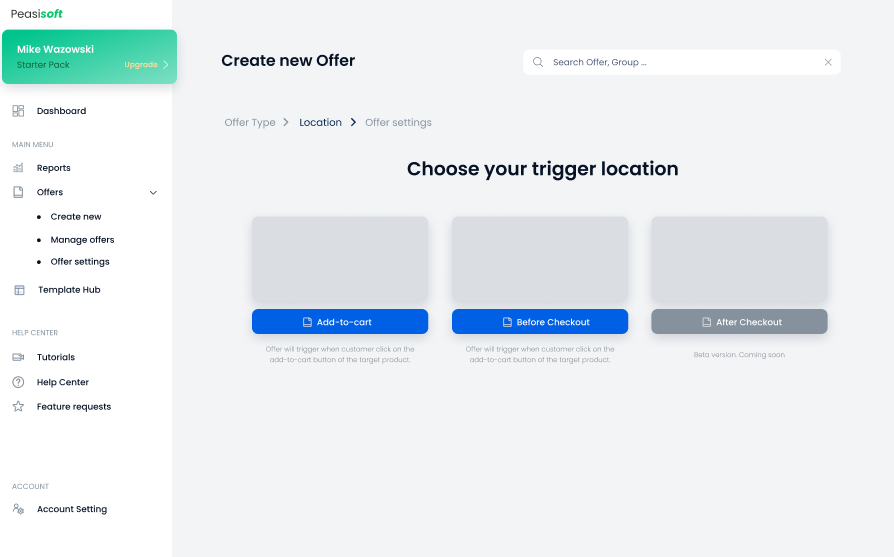 Peasisoft
Mike Wazowski
Starter Pack
Upgrade
Dashboard
MAIN MENU
Reports
Offers
Create new
Manage offers
Offer settings
Template Hub
HELP CENTER
Tutorials
Help Center
Feature requests
ACCOUNT
Account Setting
Create new Offer
Search Offer, Group ...
Offer Type
Location
Offer settings
Choose your trigger location
Add-to-cart
Offer will trigger when customer click on the
add-to-cart button of the target product.
Before Checkout
Offer will trigger when customer click on the
add-to-cart button of the target product.
After Checkout
Beta version. Coming soon